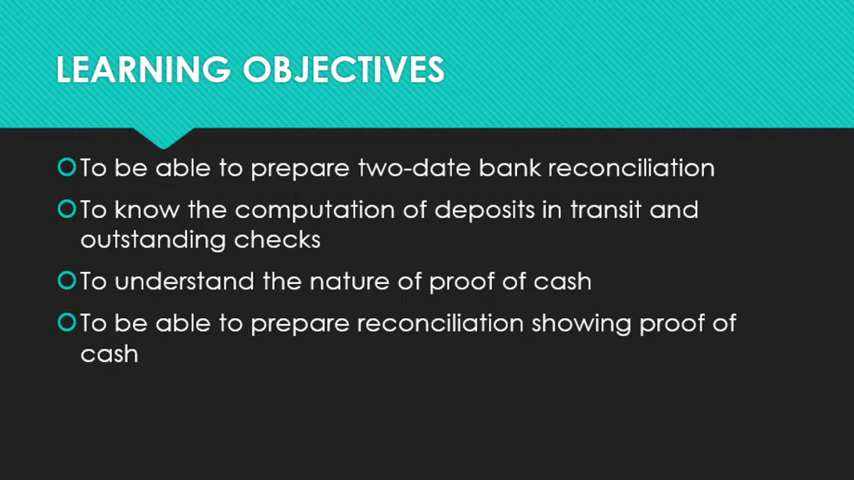 LEARNING OBJECTIVES
To be able to prepare two-date bank reconciliation
To know the computation of deposits in transit and
outstanding checks
To understand the nature of proof of cash
To be able to prepare reconciliation showing proof of
cash